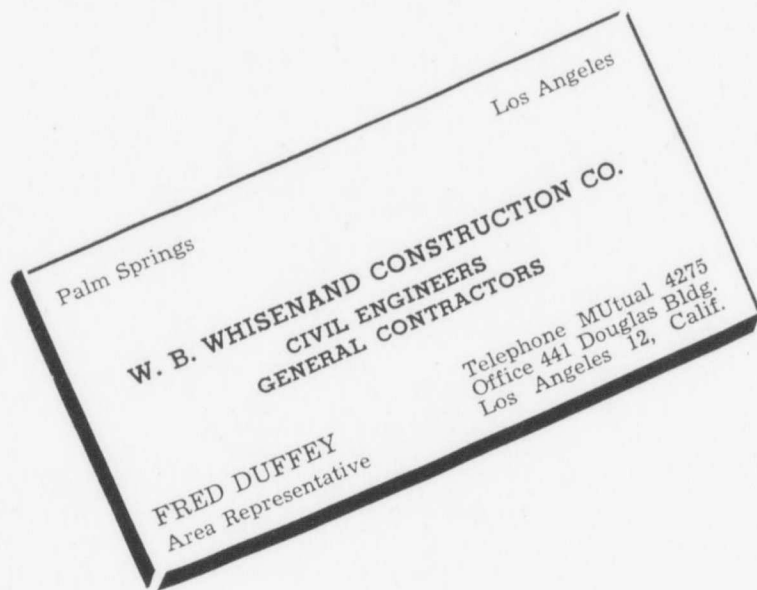 Palm Springs
Los Angeles
W. B. WHISENAND CONSTRUCTION CO.
CIVIL ENGINEERS
GENERAL CONTRACTORS
FRED DUFFEY
Area Representative
Telephone MUtual 4275
Office 441 Douglas Bldg.
Los Angeles 12, Calif.